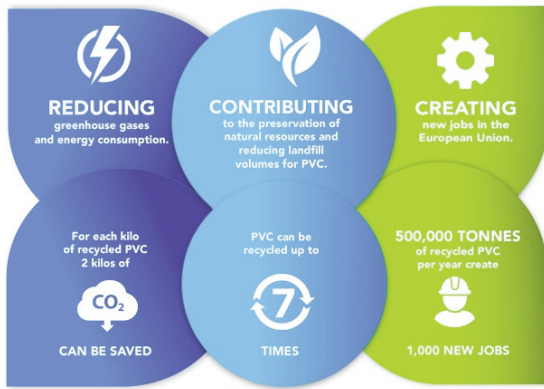 REDUCING
greenhouse gases
and energy consumption.
CONTRIBUTING
to the preservation of
natural resources and
reducing landfill
volumes for PVC.
CREATING
new jobs in the
European Union.
For each kilo
of recycled PVC
2 kilos of
CO₂
CAN BE SAVED
PVC can be
recycled up to
7
TIMES
500,000 TONNES
of recycled PVC
per year create
1,000 NEW JOBS